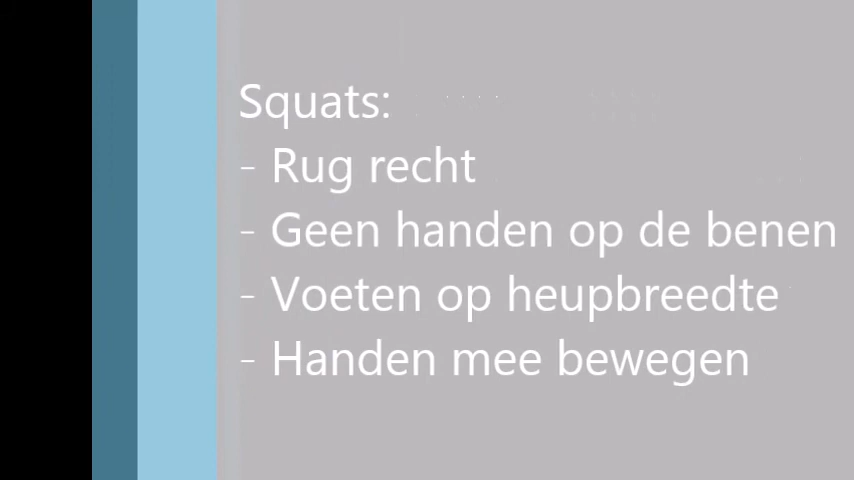 Squats:
- Rug recht
- Geen handen op de benen
- Voeten op heupbreedte
- Handen mee bewegen